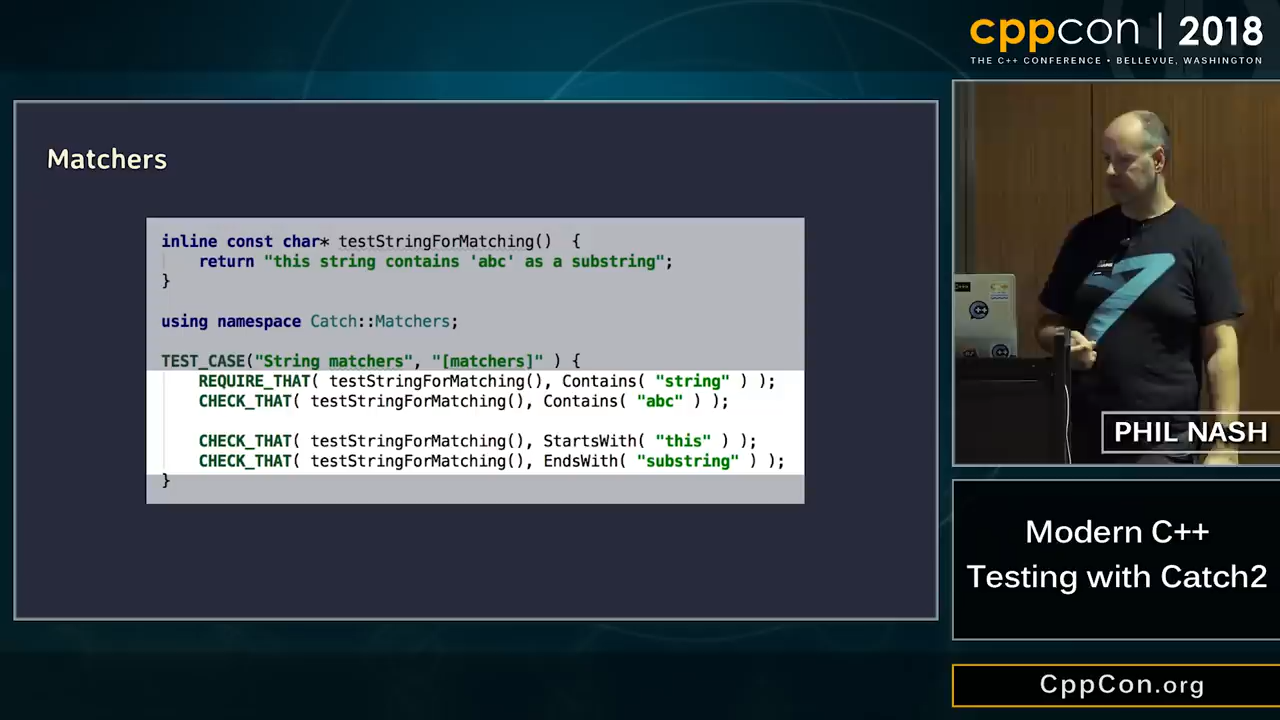 cppcon | 2018
THE C++ CONFERENCE • BELLEVUE, WASHINGTON
Matchers
inline const char* testStringForMatching()  {
    return "this string contains 'abc' as a substring";
}
using namespace Catch::Matchers;
TEST_CASE("String matchers", "[matchers]" ) {
    REQUIRE_THAT( testStringForMatching(), Contains( "string" ) );
    CHECK_THAT( testStringForMatching(), Contains( "abc" ) );
    CHECK_THAT( testStringForMatching(), StartsWith( "this" ) );
    CHECK_THAT( testStringForMatching(), EndsWith( "substring" ) );
}
PHIL NASH
Modern C++
Testing with Catch2
CppCon.org